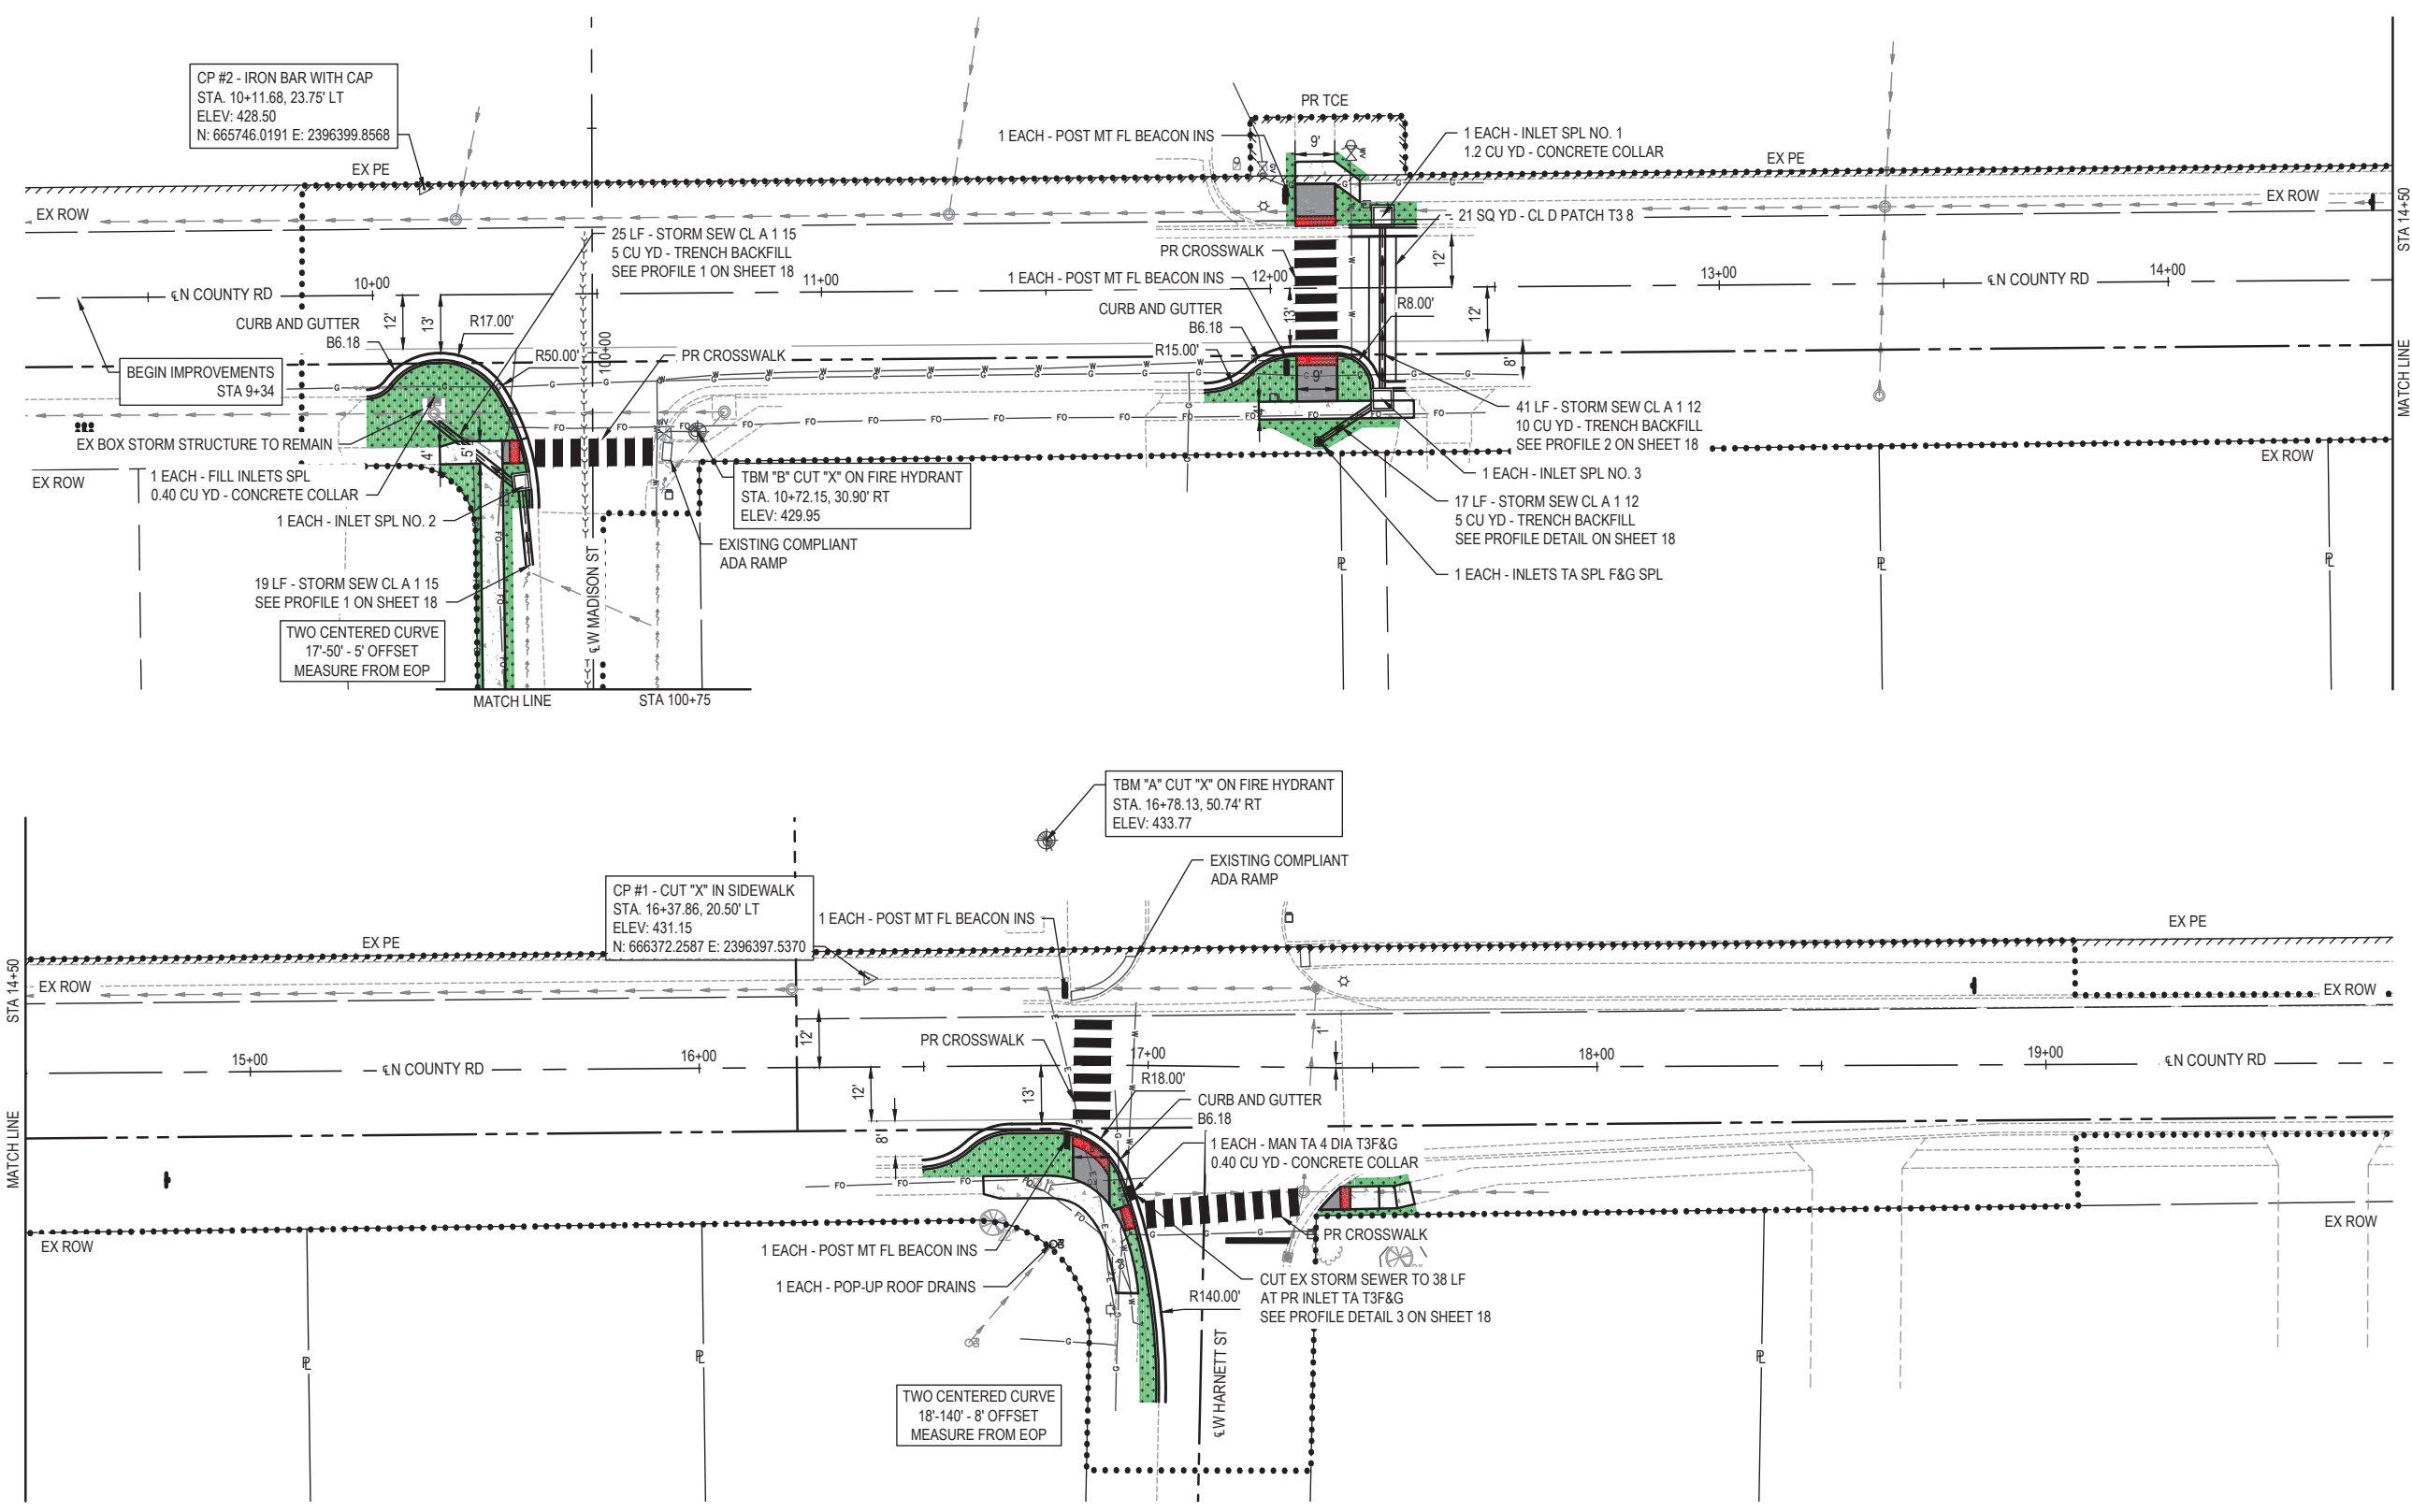 CP #2 - IRON BAR WITH CAP
STA. 10+11.68, 23.75' LT
ELEV: 428.50
N: 665746.0191 E: 2396399.8568
EX PE
EX ROW
PR TCE
1 EACH - POST MT FL BEACON INS
9'
1 EACH - INLET SPL NO. 1
1.2 CU YD - CONCRETE COLLAR
EX PE
EX ROW
STA 14+50
MATCH LINE
21 SQ YD - CL D PATCH T3 8
25 LF - STORM SEW CL A 1 15
5 CU YD - TRENCH BACKFILL
SEE PROFILE 1 ON SHEET 18
PR CROSSWALK
12'
1 EACH - POST MT FL BEACON INS
10+00
11+00
12+00
13+00
14+00
℄ N COUNTY RD
℄ N COUNTY RD
CURB AND GUTTER
B6.18
12'
13'
R17.00'
CURB AND GUTTER
B6.18
13'
R8.00'
12'
BEGIN IMPROVEMENTS
STA 9+34
R50.00'
100+00
PR CROSSWALK
R15.00'
8'
9'
4'
EX BOX STORM STRUCTURE TO REMAIN
4'
5'
41 LF - STORM SEW CL A 1 12
10 CU YD - TRENCH BACKFILL
SEE PROFILE 2 ON SHEET 18
EX ROW
EX ROW
1 EACH - FILL INLETS SPL
0.40 CU YD - CONCRETE COLLAR
TBM "B" CUT "X" ON FIRE HYDRANT
STA. 10+72.15, 30.90' RT
ELEV: 429.95
1 EACH - INLET SPL NO. 3
1 EACH - INLET SPL NO. 2
17 LF - STORM SEW CL A 1 12
5 CU YD - TRENCH BACKFILL
SEE PROFILE DETAIL ON SHEET 18
EXISTING COMPLIANT
ADA RAMP
1 EACH - INLETS TA SPL F&G SPL
19 LF - STORM SEW CL A 1 15
SEE PROFILE 1 ON SHEET 18
℄ W MADISON ST
TWO CENTERED CURVE
17'-50' - 5' OFFSET
MEASURE FROM EOP
MATCH LINE
STA 100+75
TBM "A" CUT "X" ON FIRE HYDRANT
STA. 16+78.13, 50.74' RT
ELEV: 433.77
EXISTING COMPLIANT
ADA RAMP
CP #1 - CUT "X" IN SIDEWALK
STA. 16+37.86, 20.50' LT
ELEV: 431.15
N: 666372.2587 E: 2396397.5370
1 EACH - POST MT FL BEACON INS
EX PE
EX PE
STA 14+50
MATCH LINE
EX ROW
EX ROW
12'
PR CROSSWALK
1'
15+00
16+00
17+00
18+00
19+00
℄ N COUNTY RD
℄ N COUNTY RD
12'
13'
R18.00'
CURB AND GUTTER
B6.18
8'
1 EACH - MAN TA 4 DIA T3F&G
0.40 CU YD - CONCRETE COLLAR
EX ROW
EX ROW
1 EACH - POST MT FL BEACON INS
PR CROSSWALK
1 EACH - POP-UP ROOF DRAINS
CUT EX STORM SEWER TO 38 LF
AT PR INLET TA T3F&G
SEE PROFILE DETAIL 3 ON SHEET 18
R140.00'
℄ W HARNETT ST
TWO CENTERED CURVE
18'-140' - 8' OFFSET
MEASURE FROM EOP